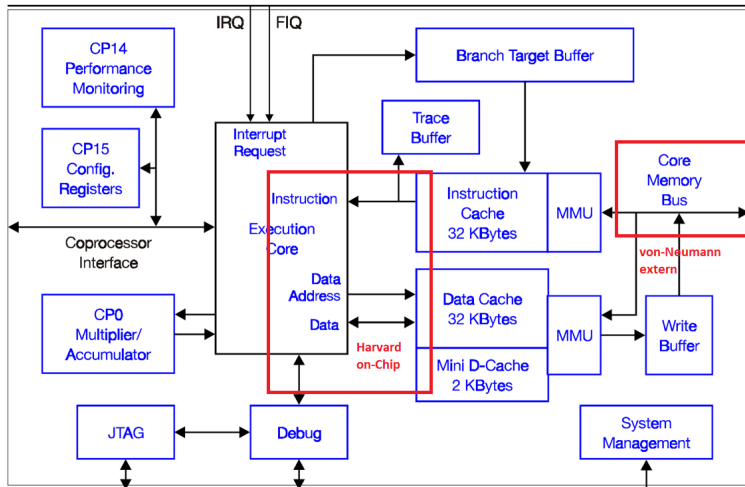 IRQ
FIQ
CP14
Performance
Monitoring
Branch Target Buffer
Trace
Buffer
Interrupt
Request
CP15
Config.
Registers
Core
Memory
Bus
Instruction
Instruction
Cache
32 KBytes
MMU
Execution
Core
Coprocessor
Interface
von-Neumann
extern
Data
Address
Data
Data Cache
32 KBytes
MMU
Write
Buffer
CP0
Multiplier/
Accumulator
Harvard
on-Chip
Mini D-Cache
2 KBytes
JTAG
Debug
System
Management